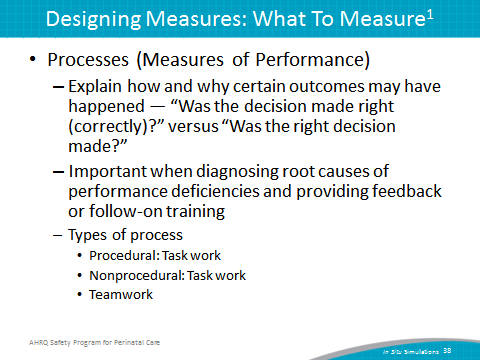 Designing Measures: What To Measure1
• Processes (Measures of Performance)
– Explain how and why certain outcomes may have
happened — “Was the decision made right
(correctly)?” versus “Was the right decision
made?”
– Important when diagnosing root causes of
performance deficiencies and providing feedback
or follow-on training
– Types of process
• Procedural: Task work
• Nonprocedural: Task work
• Teamwork
AHRQ Safety Program for Perinatal Care
In Situ Simulations 38